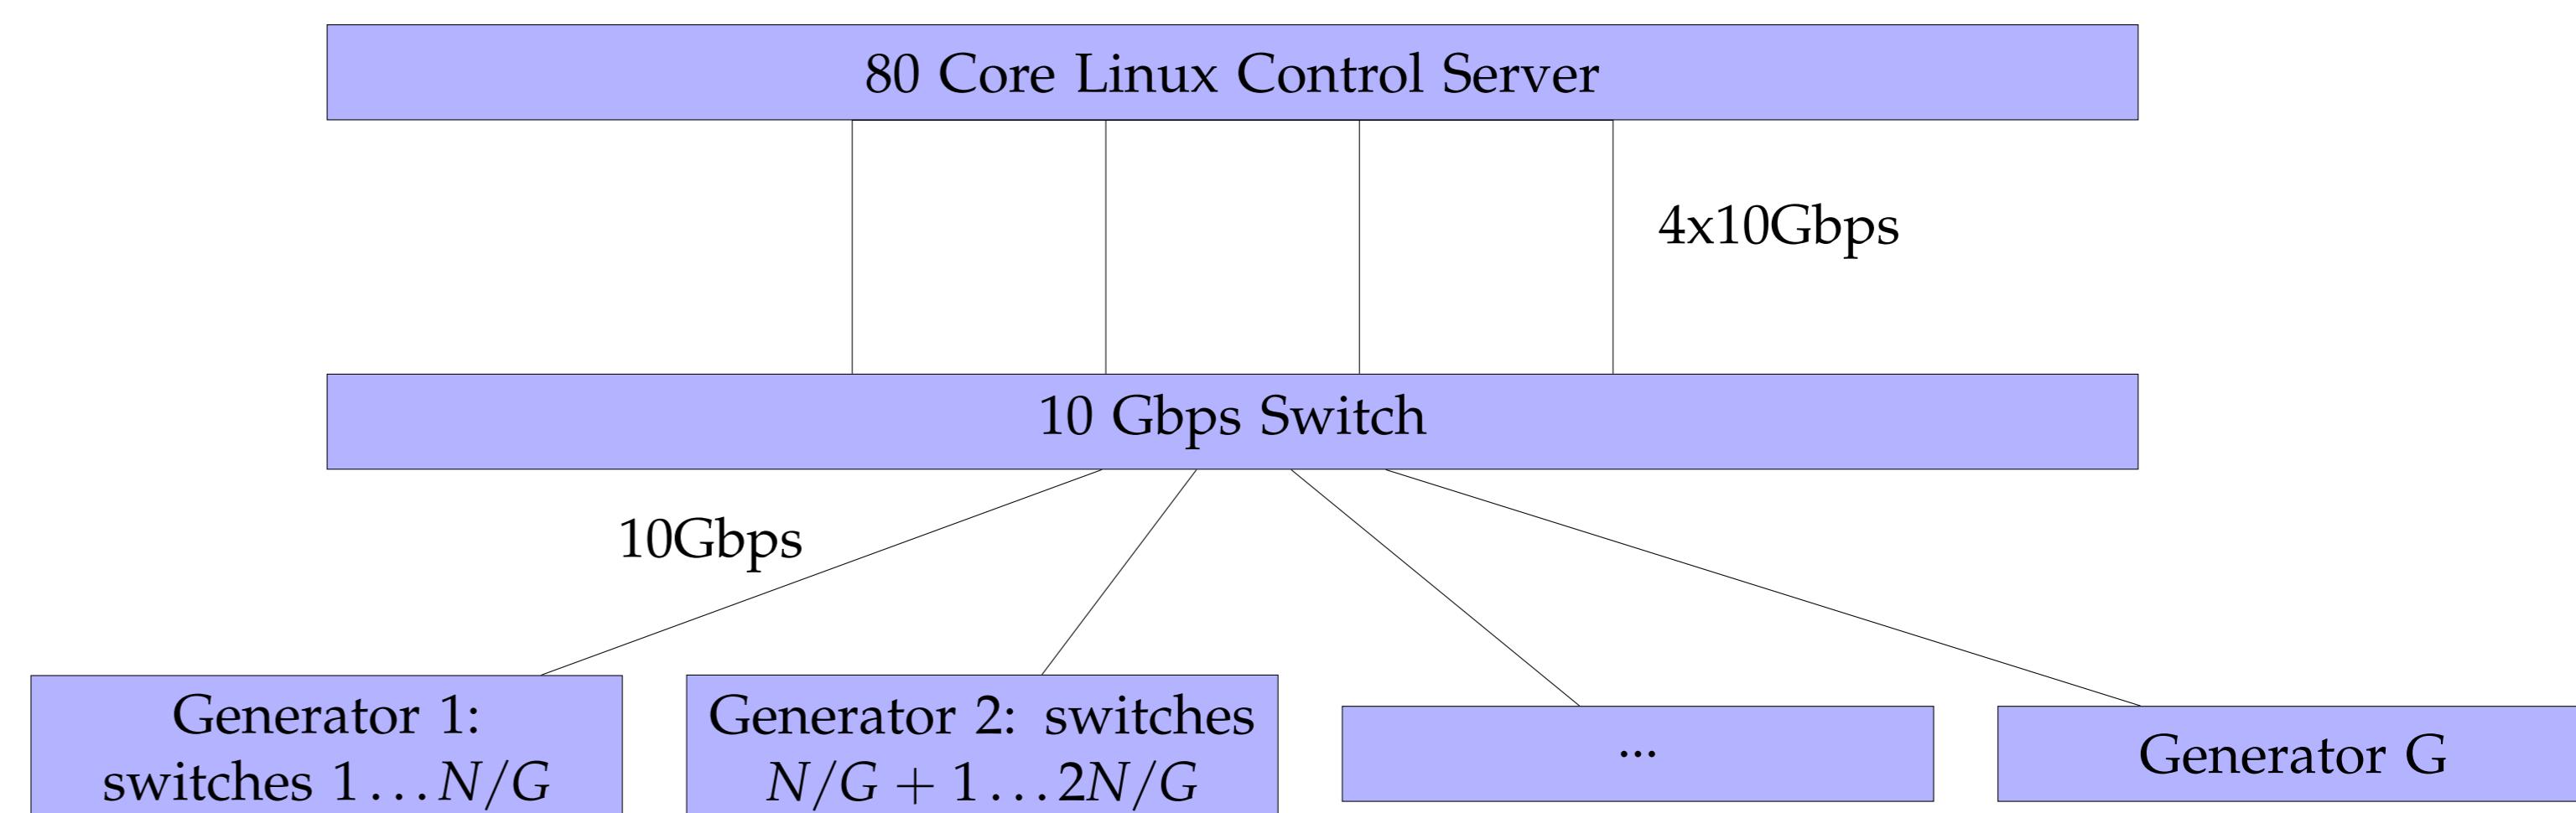 80 Core Linux Control Server
4x10Gbps
10 Gbps Switch
10Gbps
Generator 1:
switches 1...N/G
Generator 2: switches
N/G + 1...2N/G
...
Generator G